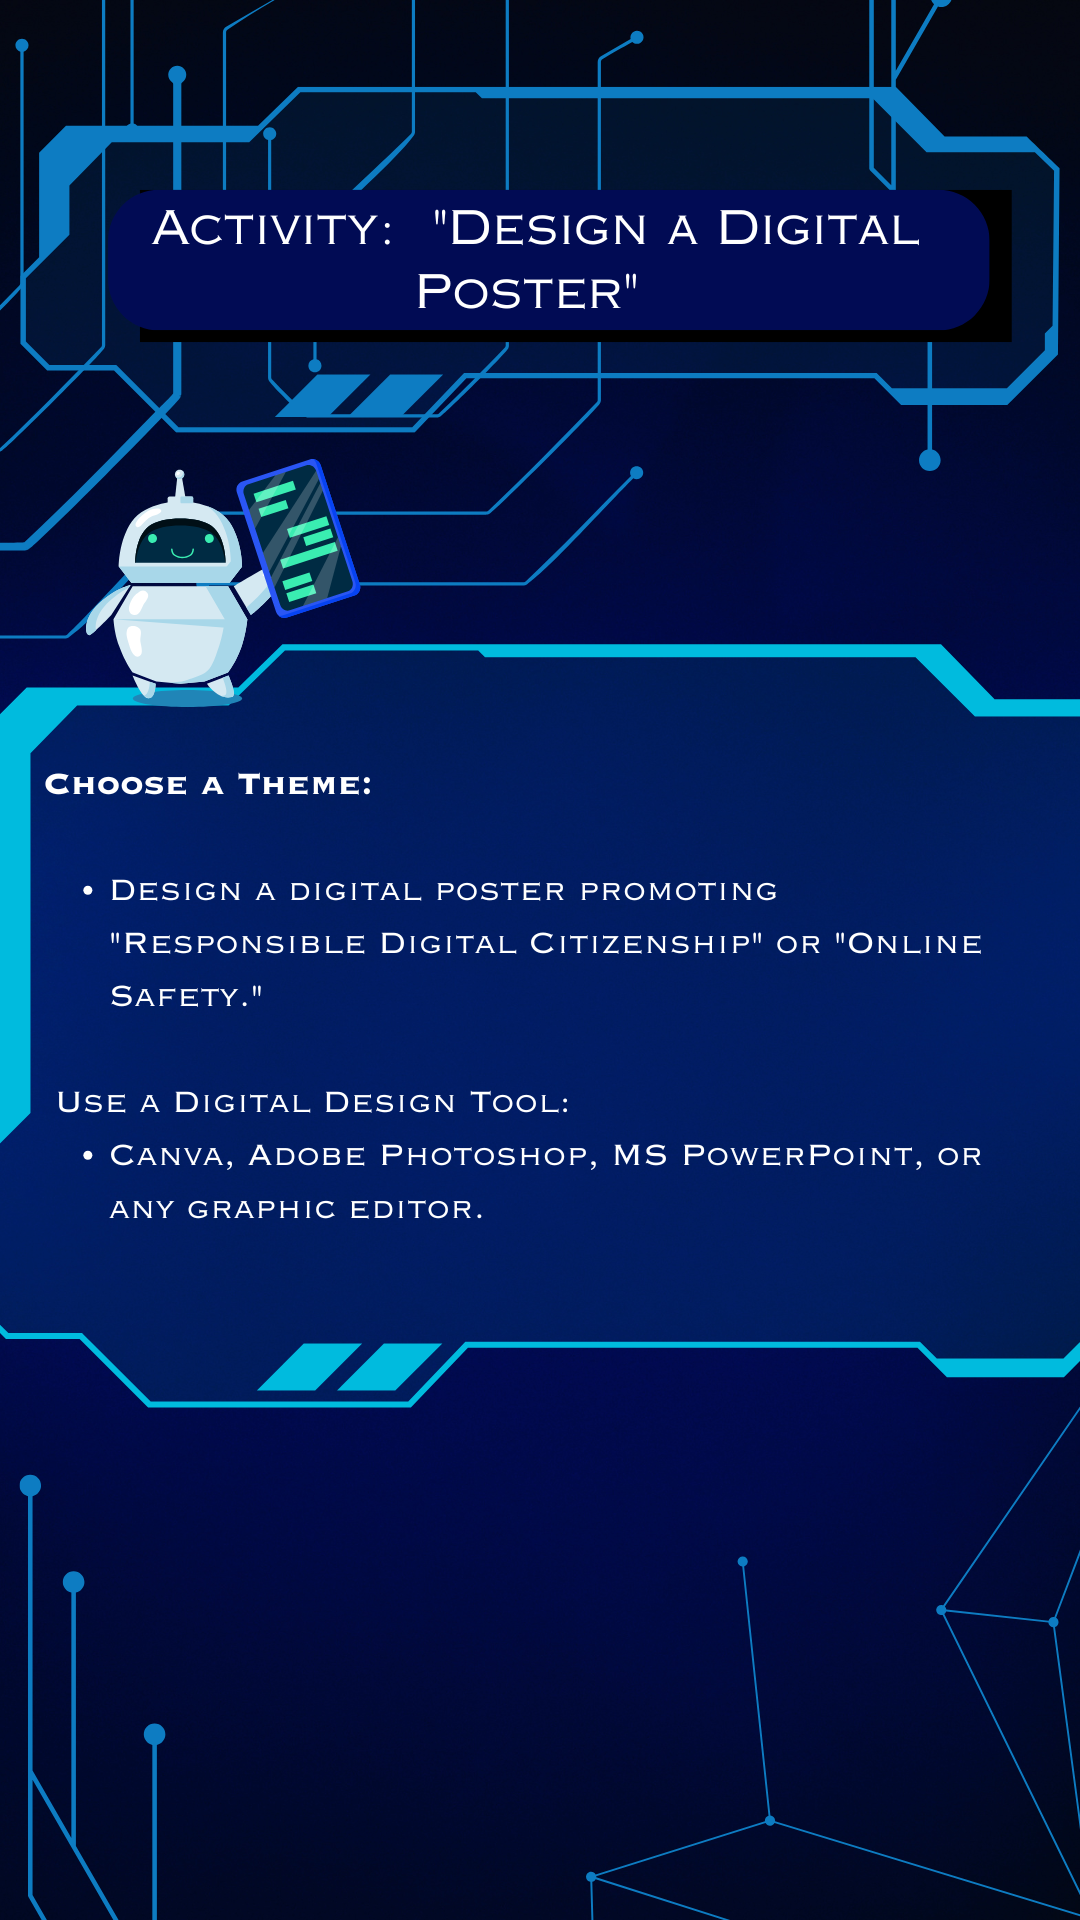 Activity: "Design a Digital
Poster"
Choose a Theme:
• Design a digital poster promoting
"Responsible Digital Citizenship" or "Online
Safety."
Use a Digital Design Tool:
• Canva, Adobe Photoshop, MS PowerPoint, or
any graphic editor.